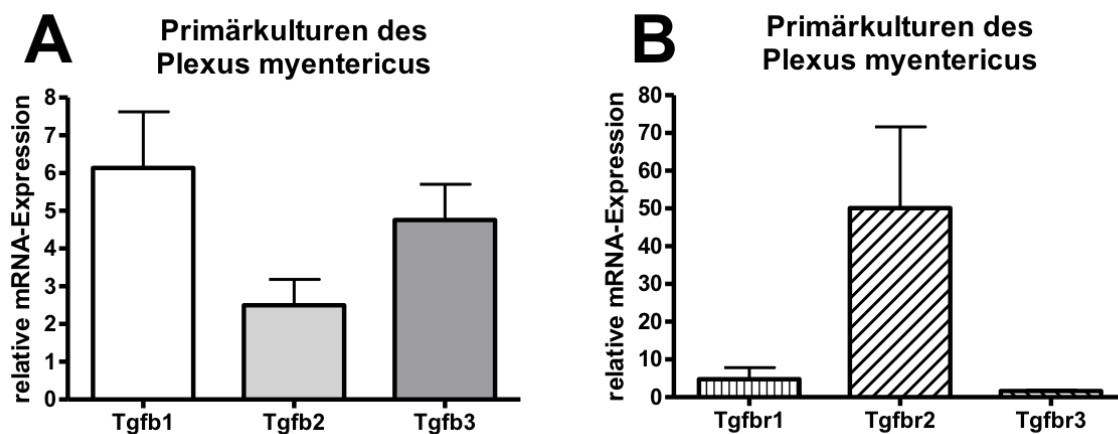 A
Primärkulturen des
Plexus myentericus
relative mRNA-Expression
8
7
6
5
4
3
2
1
0
Tgfb1 Tgfb2 Tgfb3
B
Primärkulturen des
Plexus myentericus
relative mRNA-Expression
80
70
60
50
40
30
20
10
0
Tgfbr1 Tgfbr2 Tgfbr3